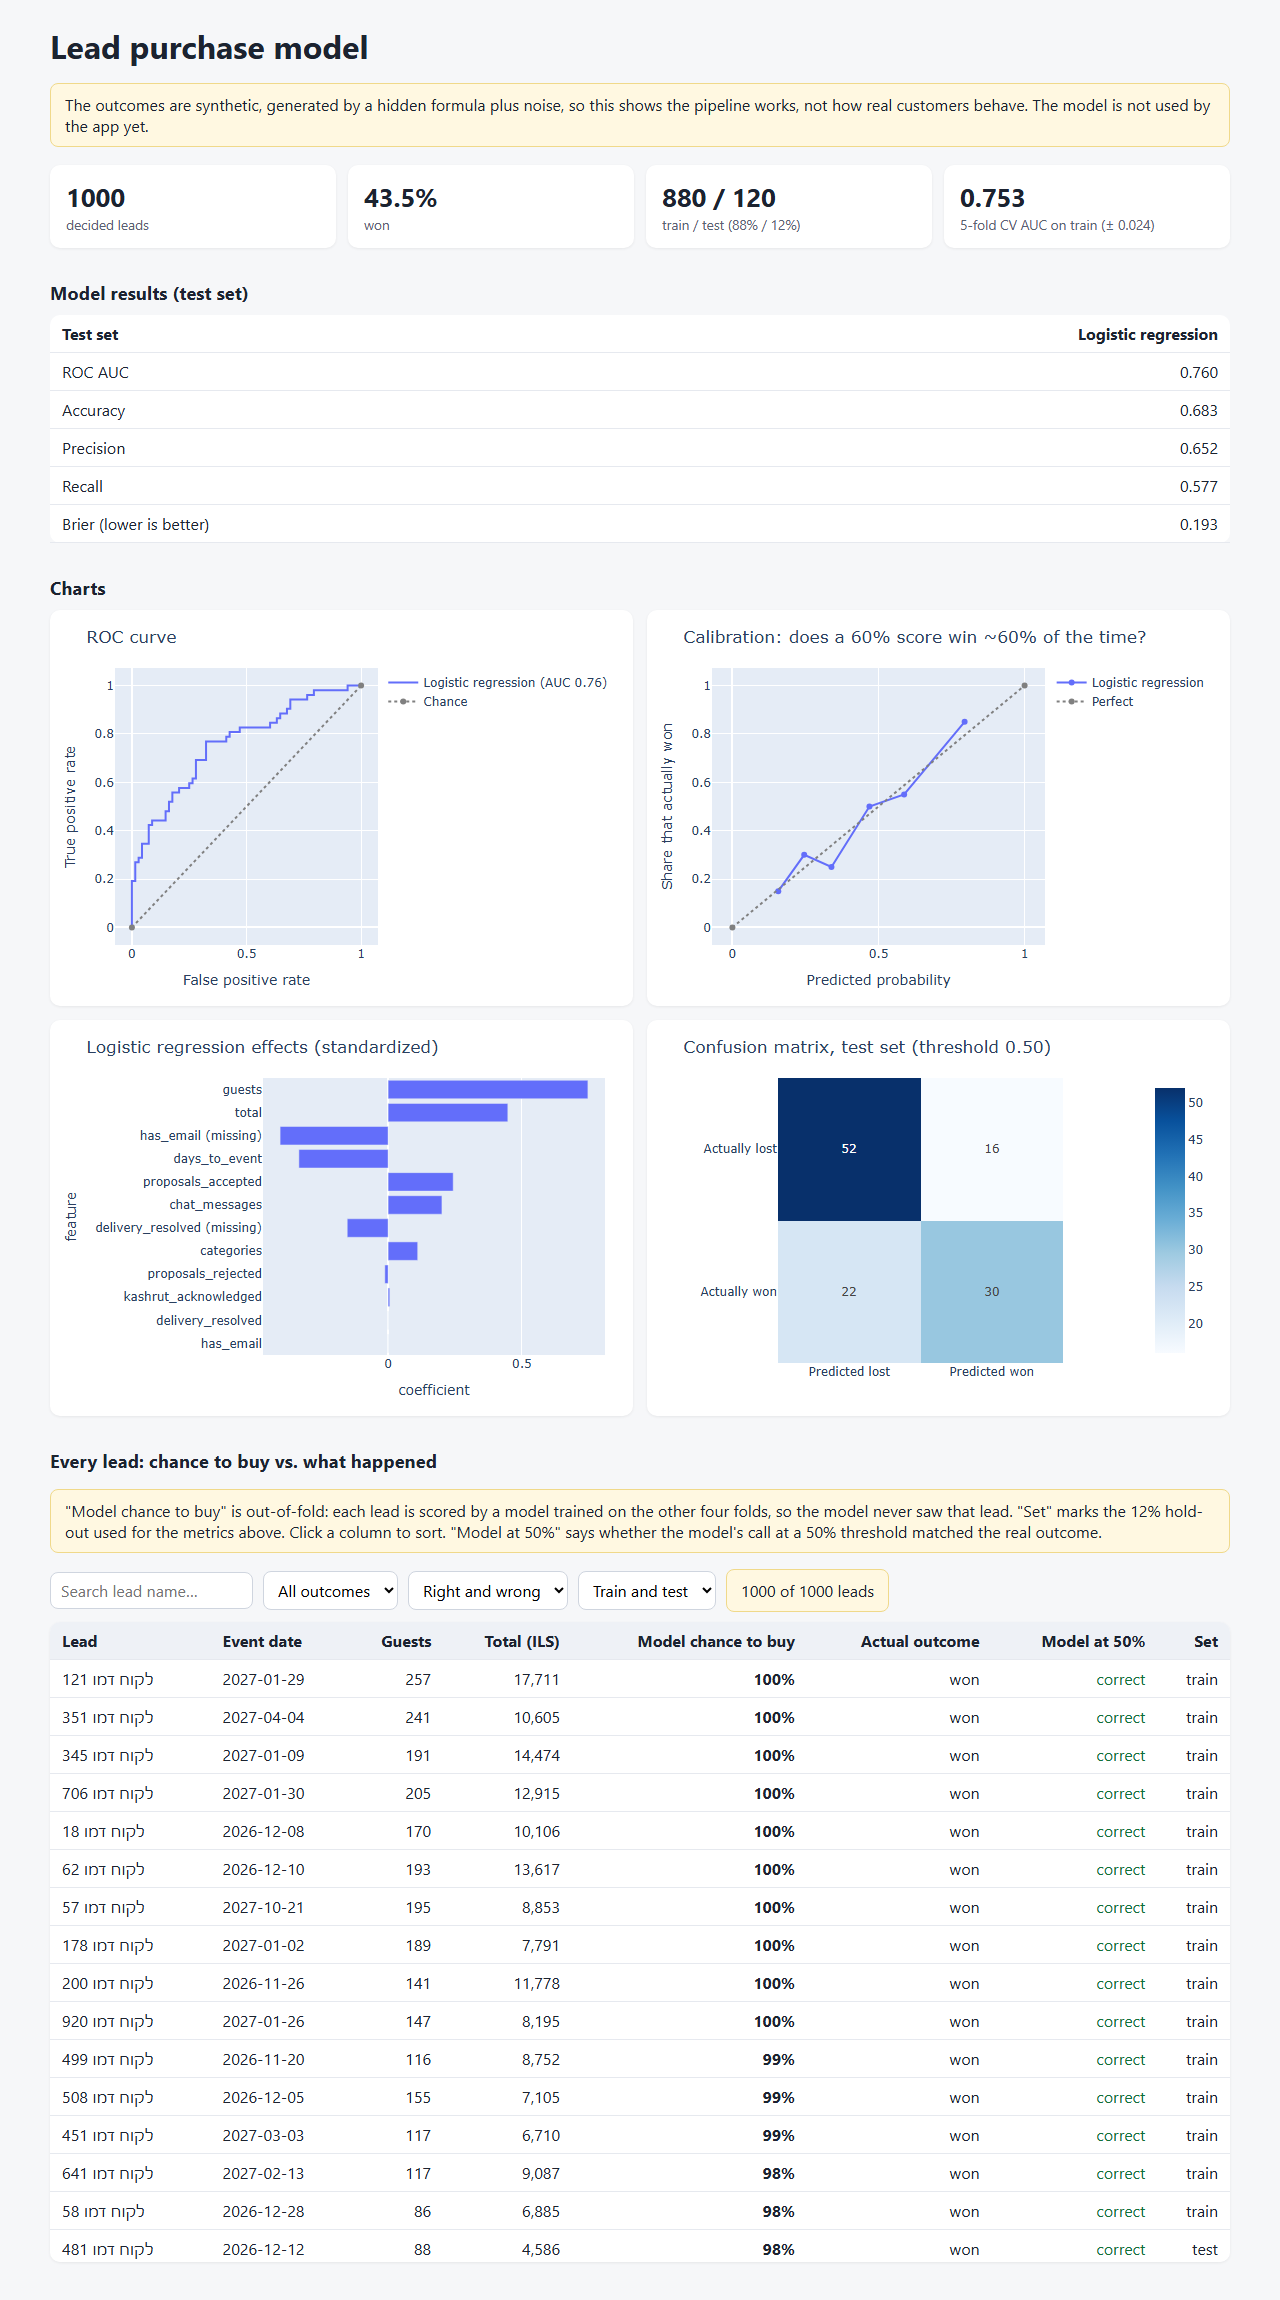 Lead purchase model
The outcomes are synthetic, generated by a hidden formula plus noise, so this shows the pipeline works, not how real customers behave. The model is not used by
the app yet.
1000
decided leads
43.5%
won
880 / 120
train / test (88% / 12%)
0.753
5-fold CV AUC on train (± 0.024)
Model results (test set)
Test set Logistic regression
ROC AUC 0.760
Accuracy 0.683
Precision 0.652
Recall 0.577
Brier (lower is better) 0.193
Charts
ROC curve
Logistic regression (AUC 0.76)
Chance
1
0.8
0.6
0.4
0.2
0
True positive rate
0 0.5 1
False positive rate
Calibration: does a 60% score win ~60% of the time?
Logistic regression
Perfect
1
0.8
0.6
0.4
0.2
0
Share that actually won
0 0.5 1
Predicted probability
Logistic regression effects (standardized)
guests
total
has_email (missing)
days_to_event
proposals_accepted
chat_messages
delivery_resolved (missing)
categories
proposals_rejected
kashrut_acknowledged
delivery_resolved
has_email
feature
0 0.5
coefficient
Confusion matrix, test set (threshold 0.50)
Actually lost 52 16
Actually won 22 30
Predicted lost Predicted won
50
45
40
35
30
25
20
Every lead: chance to buy vs. what happened
"Model chance to buy" is out-of-fold: each lead is scored by a model trained on the other four folds, so the model never saw that lead. "Set" marks the 12% hold-
out used for the metrics above. Click a column to sort. "Model at 50%" says whether the model's call at a 50% threshold matched the real outcome.
Search lead name... All outcomes Right and wrong Train and test 1000 of 1000 leads
Lead Event date Guests Total (ILS) Model chance to buy Actual outcome Model at 50% Set
לקוח דמו 121 2027-01-29 257 17,711 100% won correct train
לקוח דמו 351 2027-04-04 241 10,605 100% won correct train
לקוח דמו 345 2027-01-09 191 14,474 100% won correct train
לקוח דמו 706 2027-01-30 205 12,915 100% won correct train
לקוח דמו 18 2026-12-08 170 10,106 100% won correct train
לקוח דמו 62 2026-12-10 193 13,617 100% won correct train
לקוח דמו 57 2027-10-21 195 8,853 100% won correct train
לקוח דמו 178 2027-01-02 189 7,791 100% won correct train
לקוח דמו 200 2026-11-26 141 11,778 100% won correct train
לקוח דמו 920 2027-01-26 147 8,195 100% won correct train
לקוח דמו 499 2026-11-20 116 8,752 99% won correct train
לקוח דמו 508 2026-12-05 155 7,105 99% won correct train
לקוח דמו 451 2027-03-03 117 6,710 99% won correct train
לקוח דמו 641 2027-02-13 117 9,087 98% won correct train
לקוח דמו 58 2026-12-28 86 6,885 98% won correct train
לקוח דמו 481 2026-12-12 88 4,586 98% won correct test